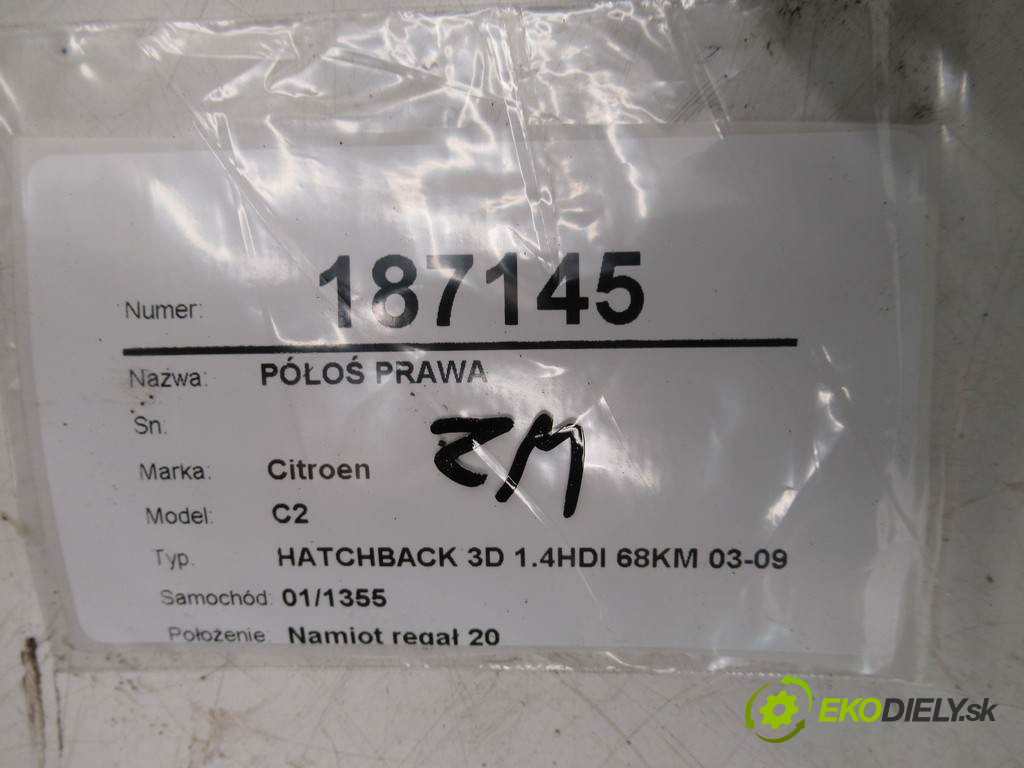 Numer: 187145
Nazwa: PÓŁOŚ PRAWA
Sn:
ZM
Marka: Citroen
Model: C2
Typ. HATCHBACK 3D 1.4HDI 68KM 03-09
Samochód: 01/1355
Położenie: Namiot regał 20
EKODIELY.sk